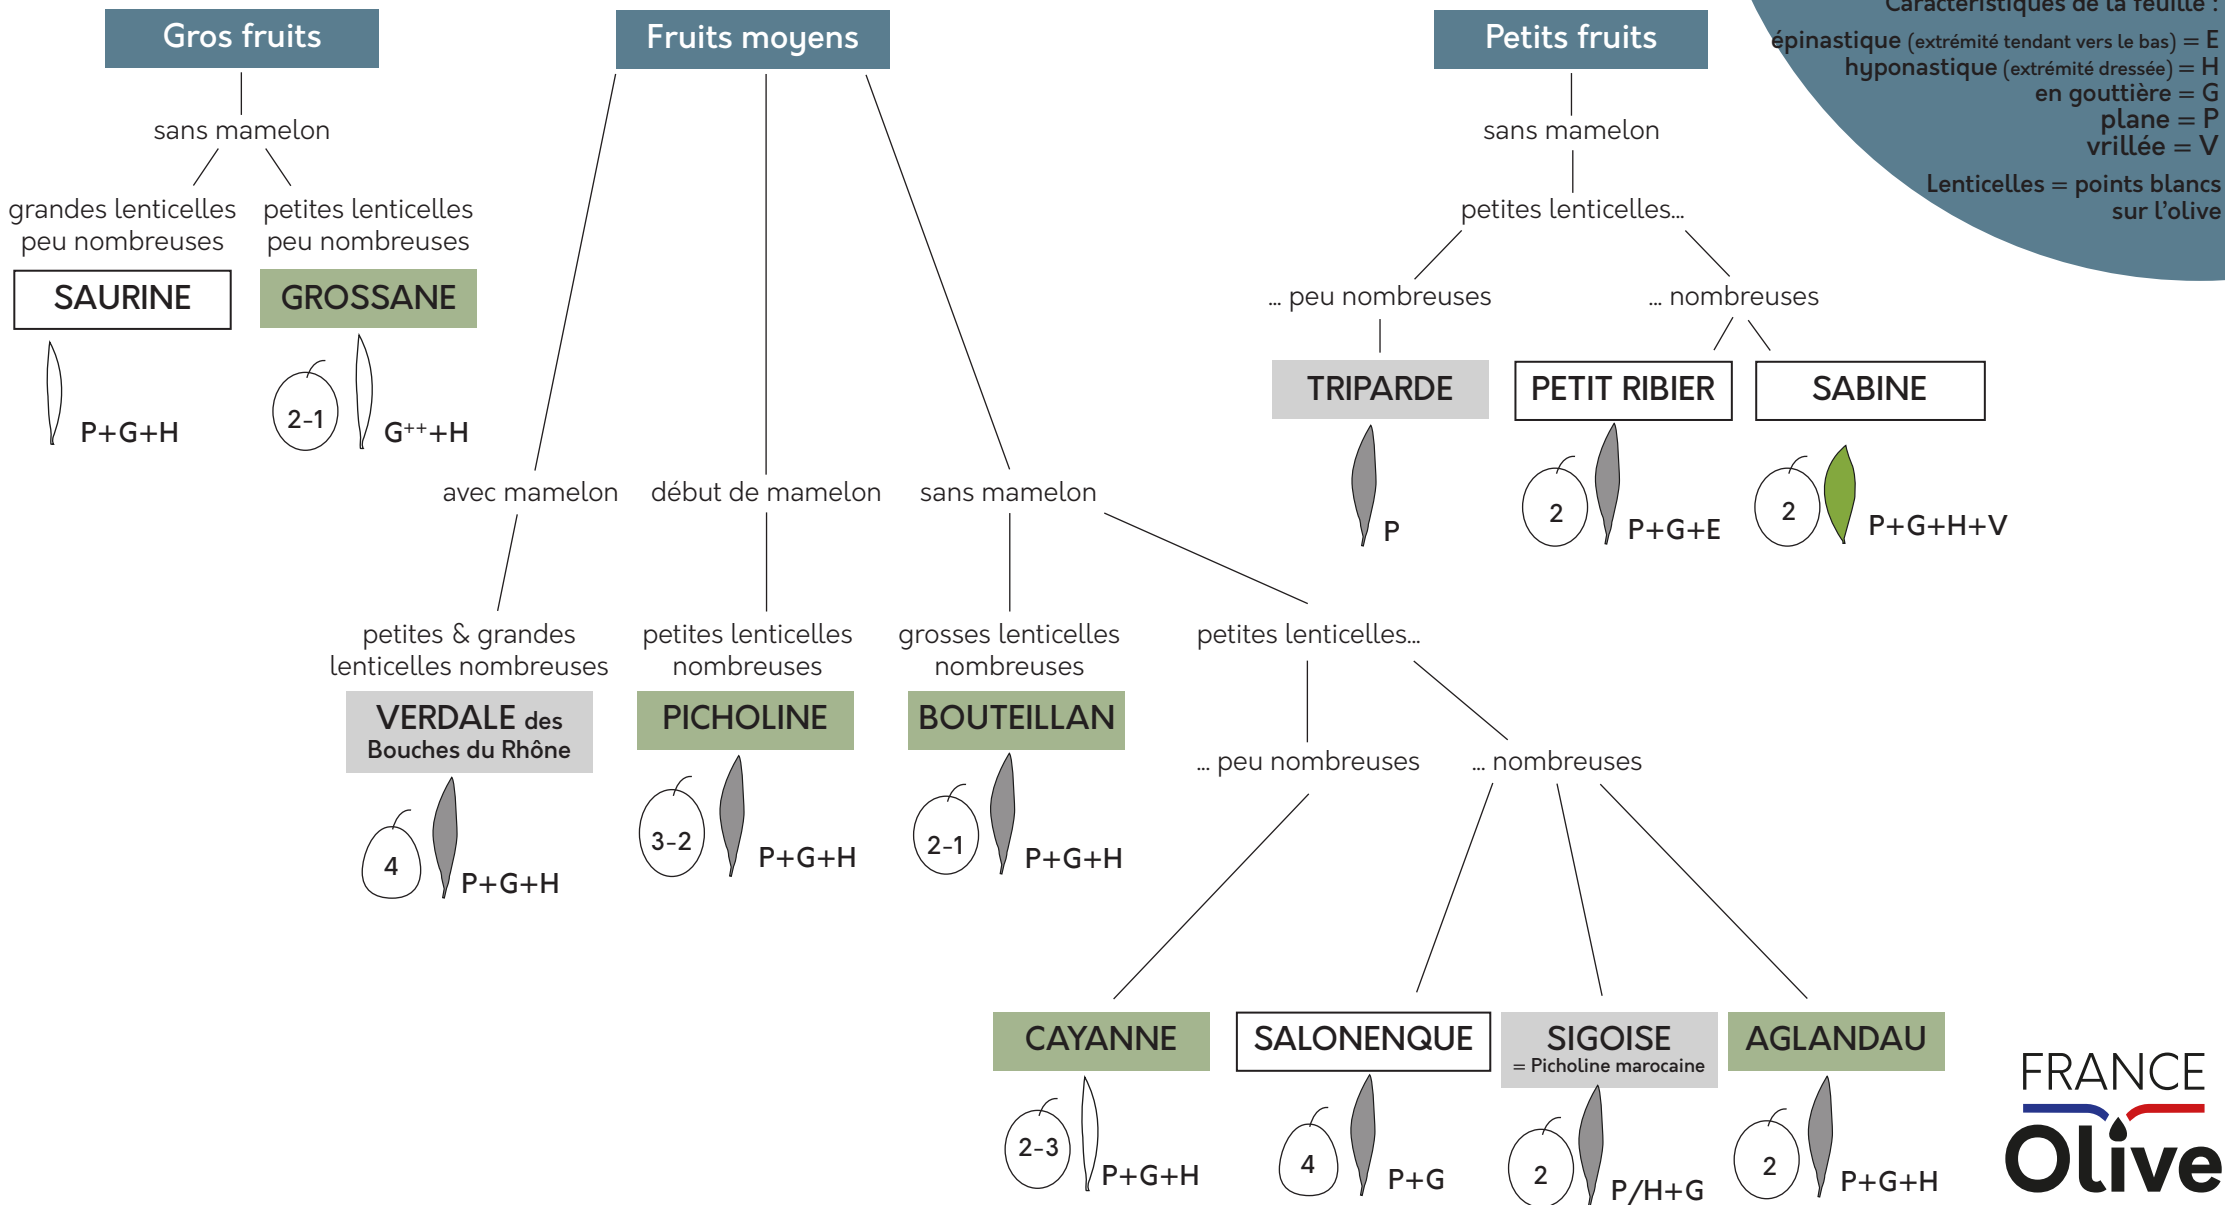 Gros fruits
Fruits moyens
Petits fruits
Caractéristiques de la feuille :
épinastique (extrémité tendant vers le bas) = E
hyponastique (extrémité dressée) = H
en gouttière = G
plane = P
vrillée = V
Lenticelles = points blancs
sur l'olive
sans mamelon
grandes lenticelles
peu nombreuses
petites lenticelles
peu nombreuses
SAURINE
GROSSANE
P+G+H
2-1
G+++H
sans mamelon
petites lenticelles...
... peu nombreuses
... nombreuses
TRIPARDE
PETIT RIBIER
SABINE
P
2
P+G+E
2
P+G+H+V
avec mamelon
début de mamelon
sans mamelon
petites & grandes
lenticelles nombreuses
petites lenticelles
nombreuses
grosses lenticelles
nombreuses
petites lenticelles...
VERDALE des
Bouches du Rhône
PICHOLINE
BOUTEILLAN
... peu nombreuses
... nombreuses
4
P+G+H
3-2
P+G+H
2-1
P+G+H
CAYANNE
SALONENQUE
SIGOISE
= Picholine marocaine
AGLANDAU
2-3
P+G+H
4
P+G
2
P/H+G
2
P+G+H
FRANCE
Olive